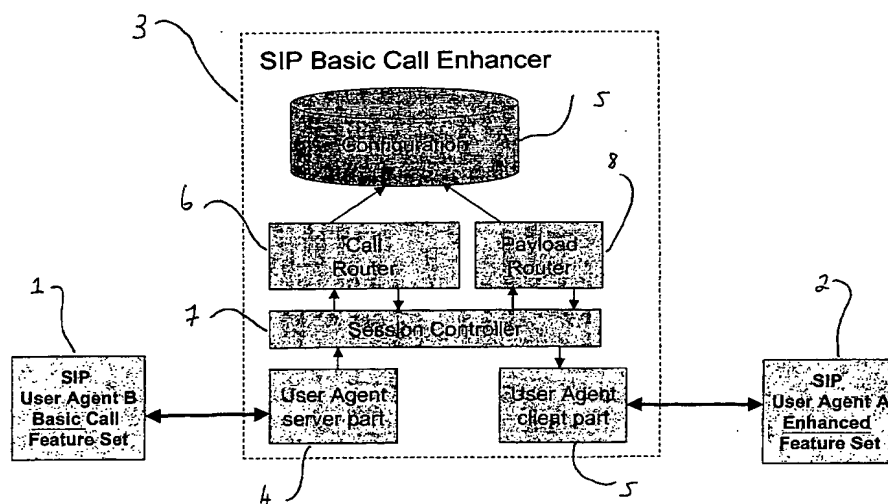 3
SIP Basic Call Enhancer
5
Configuration
8
6
Call
Router
Payload
Router
1
2
7
Session Controller
SIP
User Agent B
Basic Call
Feature Set
User Agent
server part
User Agent
client part
SIP
User Agent A
Enhanced
Feature Set
4
5